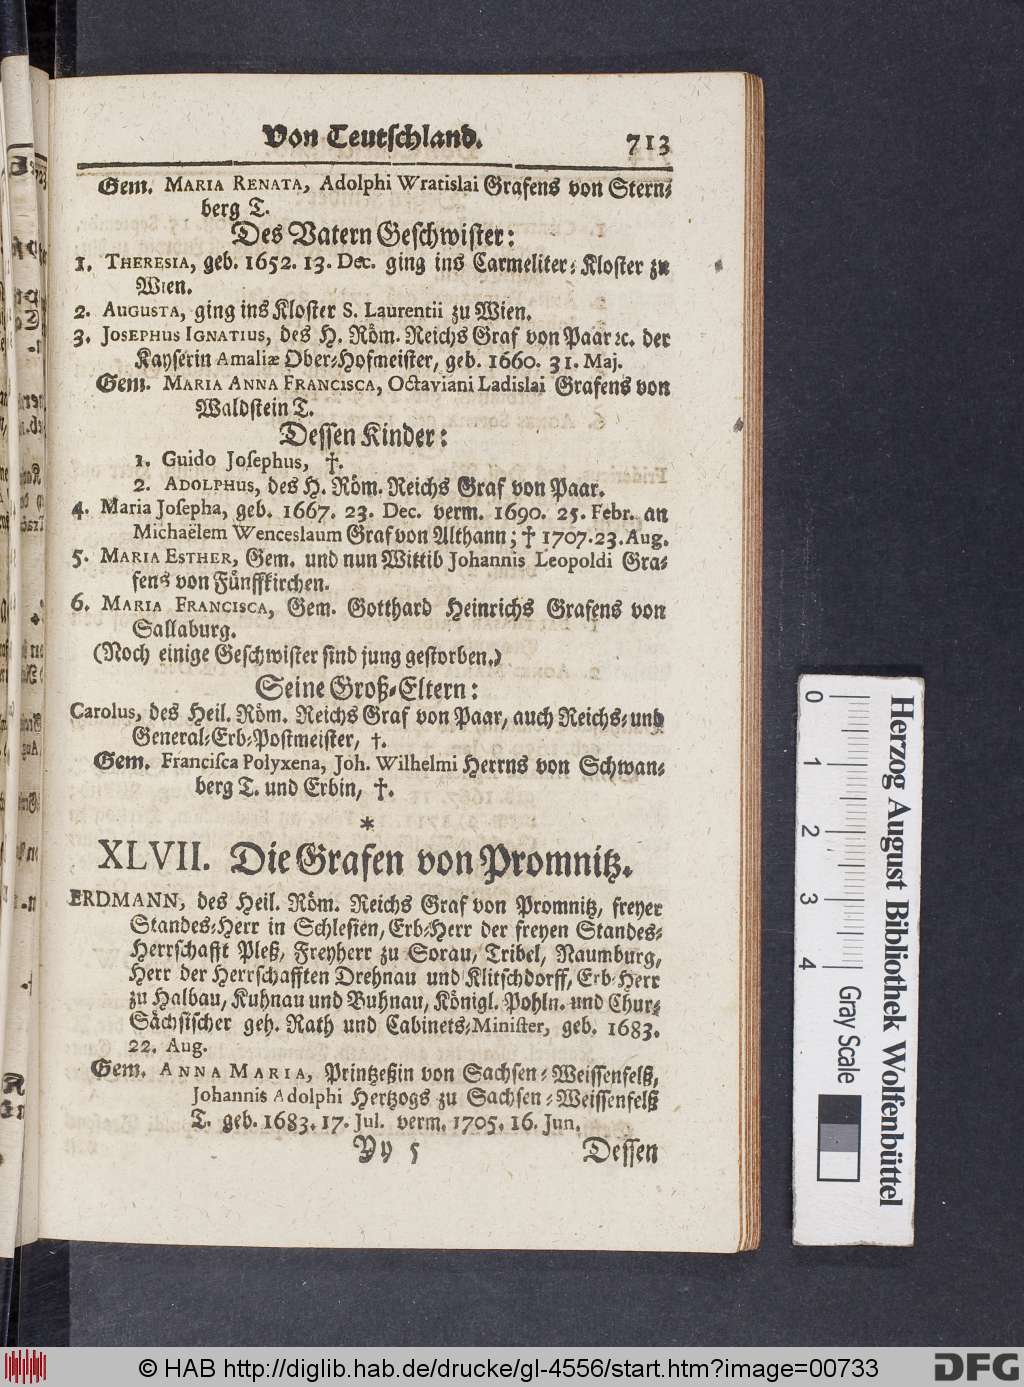 Von Teutschland. 713
Gem. MARIA RENATA, Adolphi Wratislai Grafens von Stern-
berg T.
Des Vatern Geschwister:
1. THERESIA, geb. 1652. 13. Dec. ging ins Carmeliter-Kloster zu
Wien.
2. AUGUSTA, ging ins Kloster S. Laurentii zu Wien.
3. JOSEPHUS IGNATIUS, des H. Röm. Reichs Graf von Paar ꝛc. der
Kayserin Amaliæ Ober-Hofmeister, geb. 1660. 31. Maj.
Gem. MARIA ANNA FRANCISCA, Octaviani Ladislai Grafens von
Waldstein T.
Dessen Kinder:
1. Guido Josephus, †.
2. ADOLPHUS, des H. Röm. Reichs Graf von Paar.
4. Maria Josepha, geb. 1667. 23. Dec. verm. 1690. 25. Febr. an
Michaëlem Wenceslaum Graf von Althann; † 1707. 23. Aug.
5. MARIA ESTHER, Gem. und nun Wittib Johannis Leopoldi Gra-
fens von Fünffkirchen.
6. MARIA FRANCISCA, Gem. Gotthard Heinrichs Grafens von
Sallaburg.
(Noch einige Geschwister sind jung gestorben.)
Seine Groß-Eltern:
Carolus, des Heil. Röm. Reichs Graf von Paar, auch Reichs- und
General-Erb-Postmeister, †.
Gem. Francisca Polyxena, Joh. Wilhelmi Herrns von Schwan-
berg T. und Erbin, †.
*
XLVII. Die Grafen von Promnitz.
ERDMANN, des Heil. Röm. Reichs Graf von Promnitz, freyer
Standes-Herr in Schlesien, Erb-Herr der freyen Standes-
Herrschafft Pleß, Freyherr zu Sorau, Tribel, Naumburg,
Herr der Herrschafften Drehnau und Klitschdorff, Erb-Herr
zu Halbau, Kuhnau und Buhnau, Königl. Pohln. und Chur-
Sächsischer geh. Rath und Cabinets-Minister, geb. 1683.
22. Aug.
Gem. ANNA MARIA, Printzeßin von Sachsen-Weissenfelß,
Johannis Adolphi Hertzogs zu Sachsen-Weissenfelß
T. geb. 1683. 17. Jul. verm. 1705. 16. Jun.
Yy 5 Dessen
0 1 2 3 4 Gray Scale
Herzog August Bibliothek Wolfenbüttel
© HAB http://diglib.hab.de/drucke/gl-4556/start.htm?image=00733
DFG